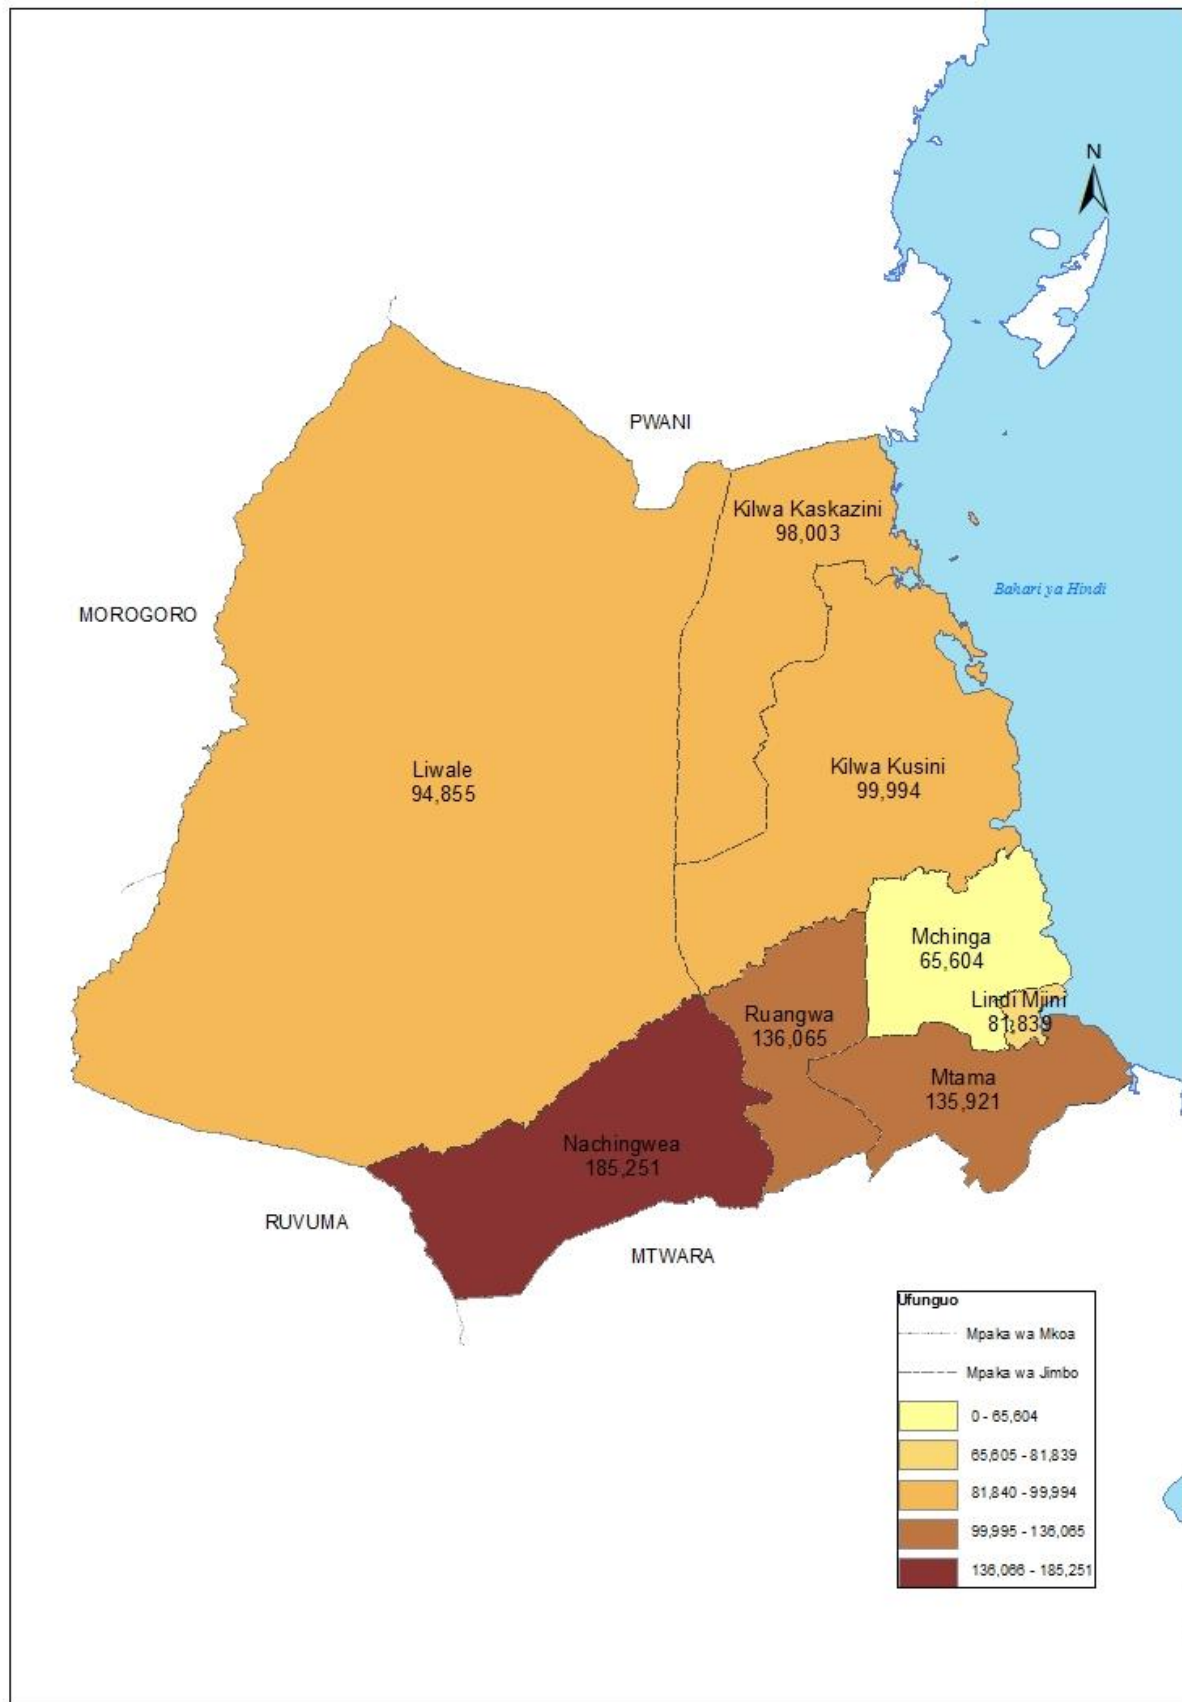 N
PWANI
Kilwa Kaskazini
98,003
Bahari ya Hindi
MOROGORO
Liwale
94,855
Kilwa Kusini
99,994
Mchinga
65,604
Lindi Mjini
81,839
Ruangwa
136,065
Mtama
135,921
Nachingwea
185,251
RUVUMA
MTWARA
Ufunguo
Mpaka wa Mkoa
Mpaka wa Jimbo
0 - 65,604
65,605 - 81,839
81,840 - 99,994
99,995 - 136,065
136,066 - 185,251